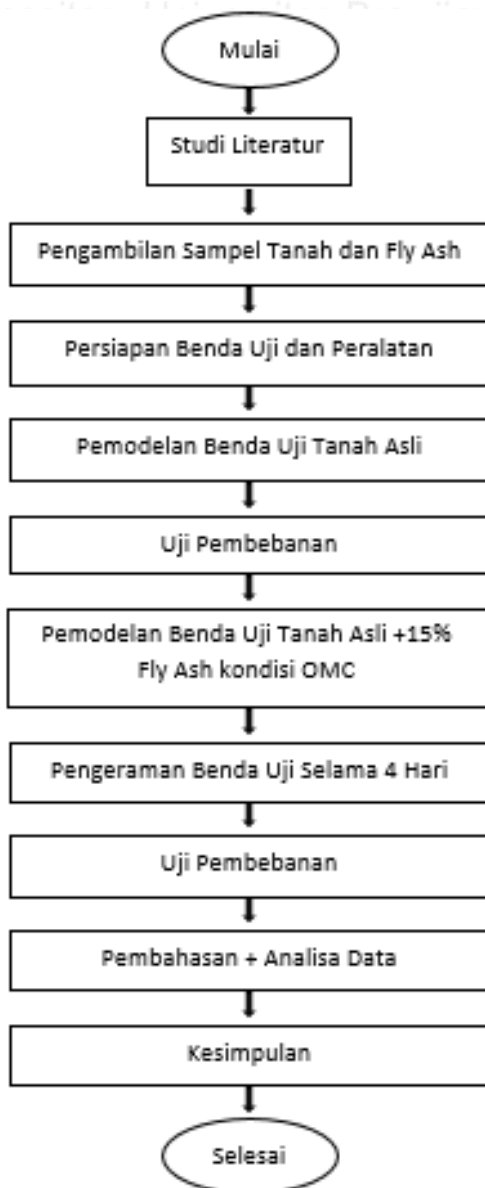 Mulai
Studi Literatur
Pengambilan Sampel Tanah dan Fly Ash
Persiapan Benda Uji dan Peralatan
Pemodelan Benda Uji Tanah Asli
Uji Pembebanan
Pemodelan Benda Uji Tanah Asli +15%
Fly Ash kondisi OMC
Pengeraman Benda Uji Selama 4 Hari
Uji Pembebanan
Pembahasan + Analisa Data
Kesimpulan
Selesai